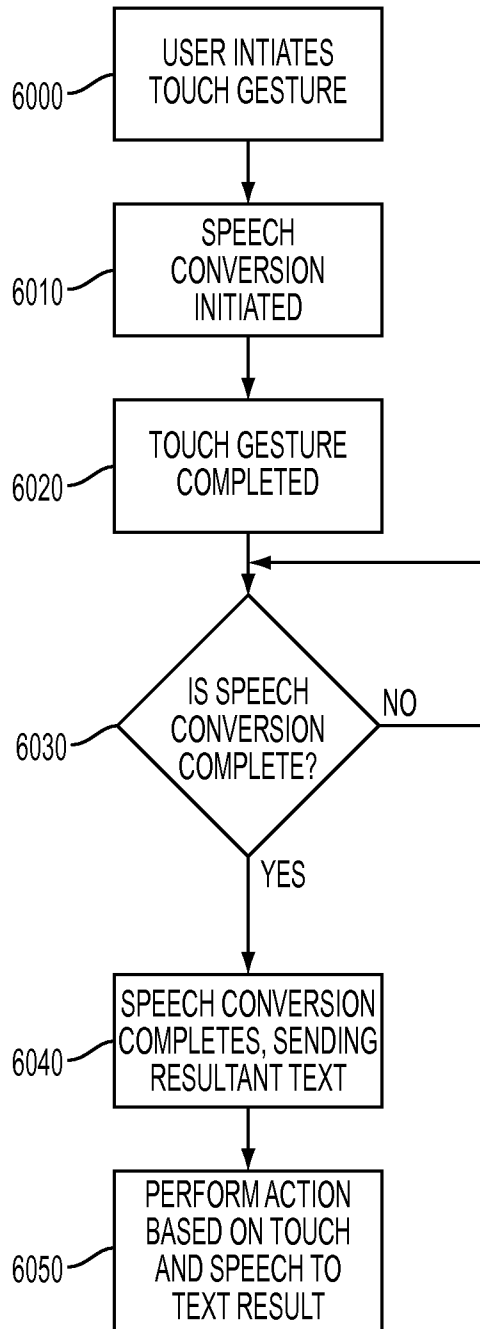 USER INTIATES
TOUCH GESTURE
6000
SPEECH
CONVERSION
INITIATED
6010
TOUCH GESTURE
COMPLETED
6020
IS SPEECH
CONVERSION
COMPLETE?
NO
6030
YES
SPEECH CONVERSION
COMPLETES, SENDING
RESULTANT TEXT
6040
PERFORM ACTION
BASED ON TOUCH
AND SPEECH TO
TEXT RESULT
6050